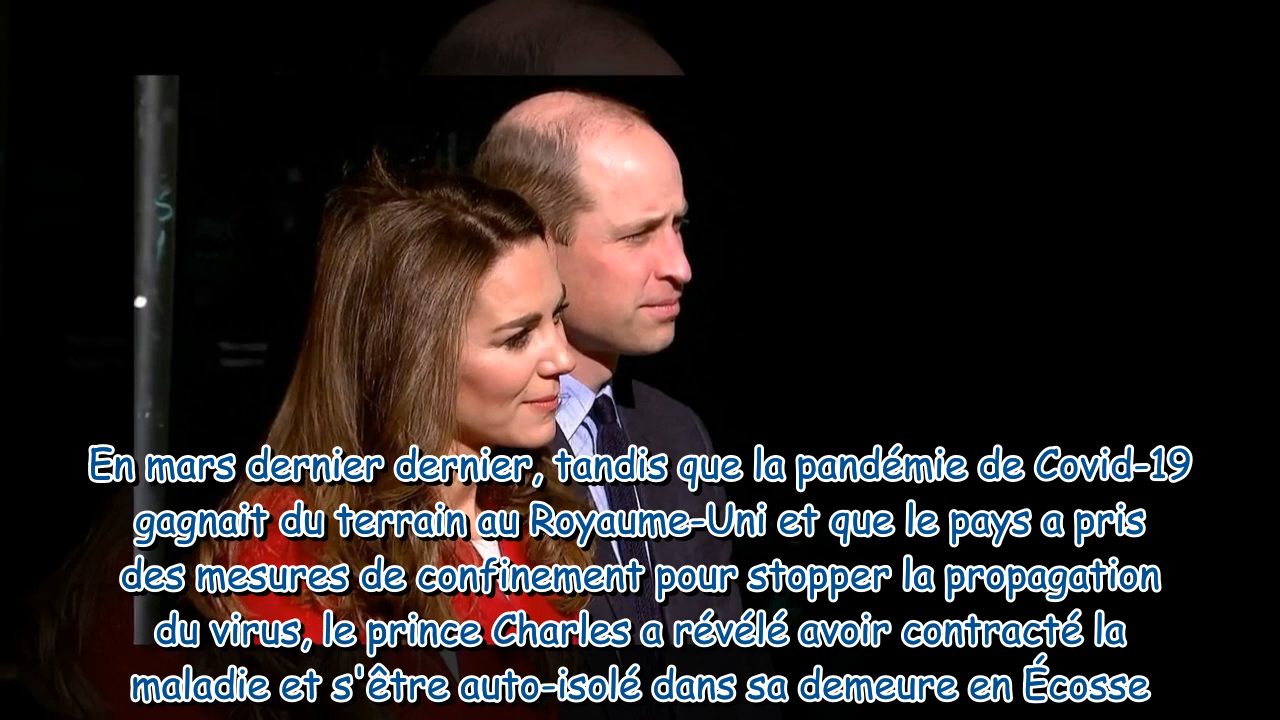 En mars dernier dernier, tandis que la pandémie de Covid-19
gagnait du terrain au Royaume-Uni et que le pays a pris
des mesures de confinement pour stopper la propagation
du virus, le prince Charles a révélé avoir contracté la
maladie et s'être auto-isolé dans sa demeure en Écosse